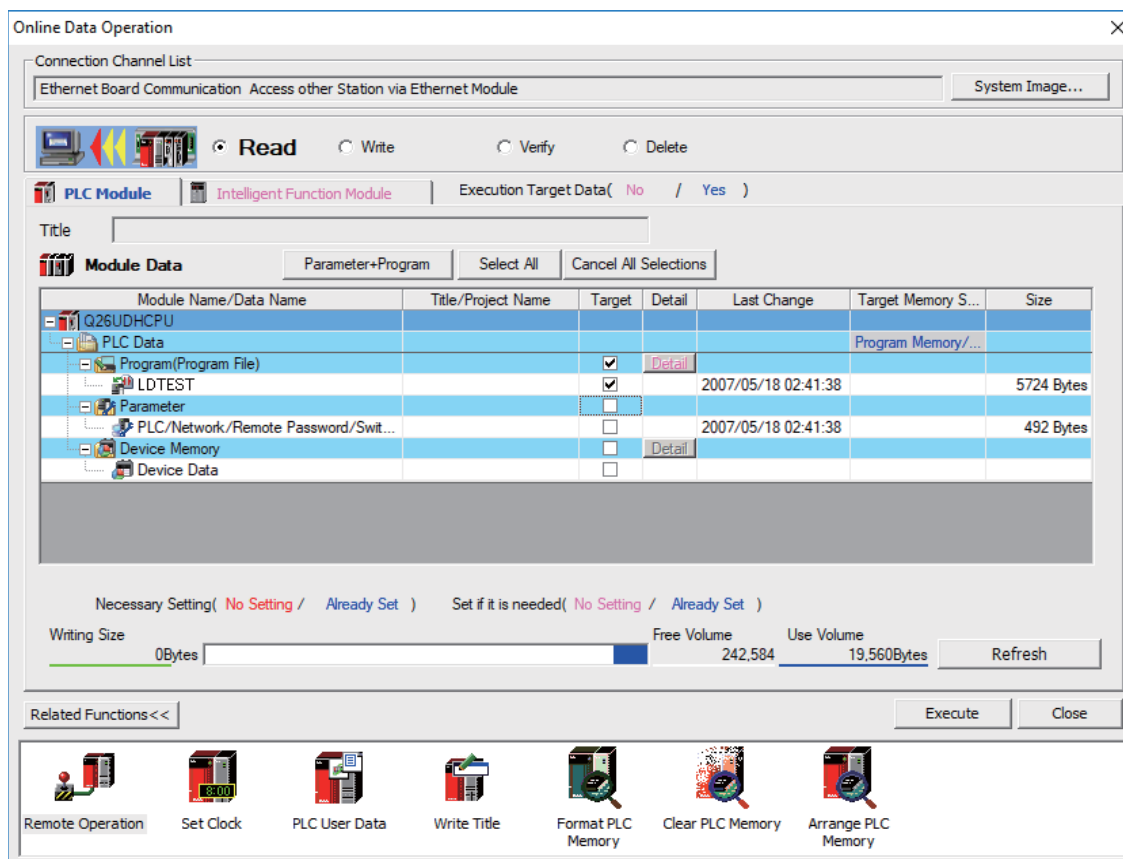 Online Data Operation
Connection Channel List
Ethernet Board Communication Access other Station via Ethernet Module
System Image...
Read Write Verify Delete
PLC Module Intelligent Function Module Execution Target Data( No / Yes )
Title
Module Data Parameter+Program Select All Cancel All Selections
Module Name/Data Name Title/Project Name Target Detail Last Change Target Memory S... Size
Q26UDHCPU
PLC Data Program Memory/...
Program(Program File) Detail
LDTEST 2007/05/18 02:41:38 5724 Bytes
Parameter
PLC/Network/Remote Password/Swit... 2007/05/18 02:41:38 492 Bytes
Device Memory Detail
Device Data
Necessary Setting( No Setting / Already Set ) Set if it is needed( No Setting / Already Set )
Writing Size Free Volume Use Volume
0Bytes 242,584 19,560Bytes Refresh
Related Functions<< Execute Close
8:00
Remote Operation Set Clock PLC User Data Write Title Format PLC Memory Clear PLC Memory Arrange PLC Memory